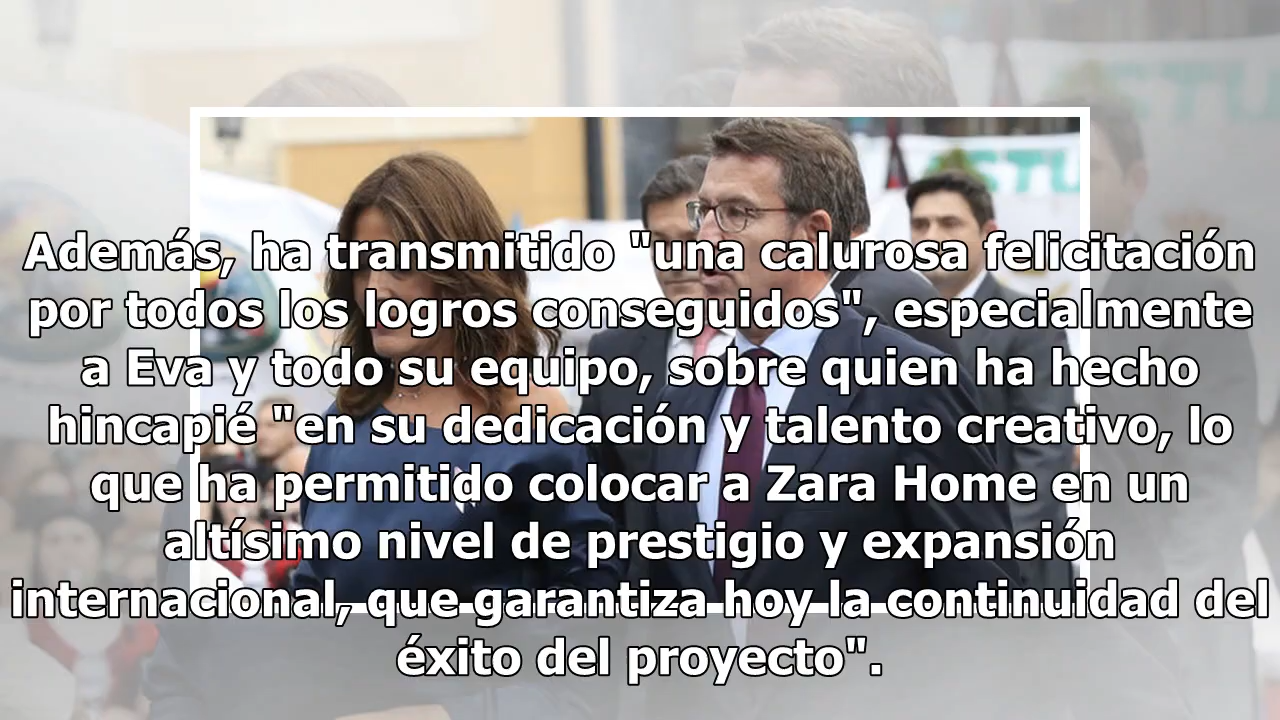 Además, ha transmitido "una calurosa felicitación
por todos los logros conseguidos", especialmente
a Eva y todo su equipo, sobre quien ha hecho
hincapié "en su dedicación y talento creativo, lo
que ha permitido colocar a Zara Home en un
altísimo nivel de prestigio y expansión
internacional, que garantiza hoy la continuidad del
éxito del proyecto".